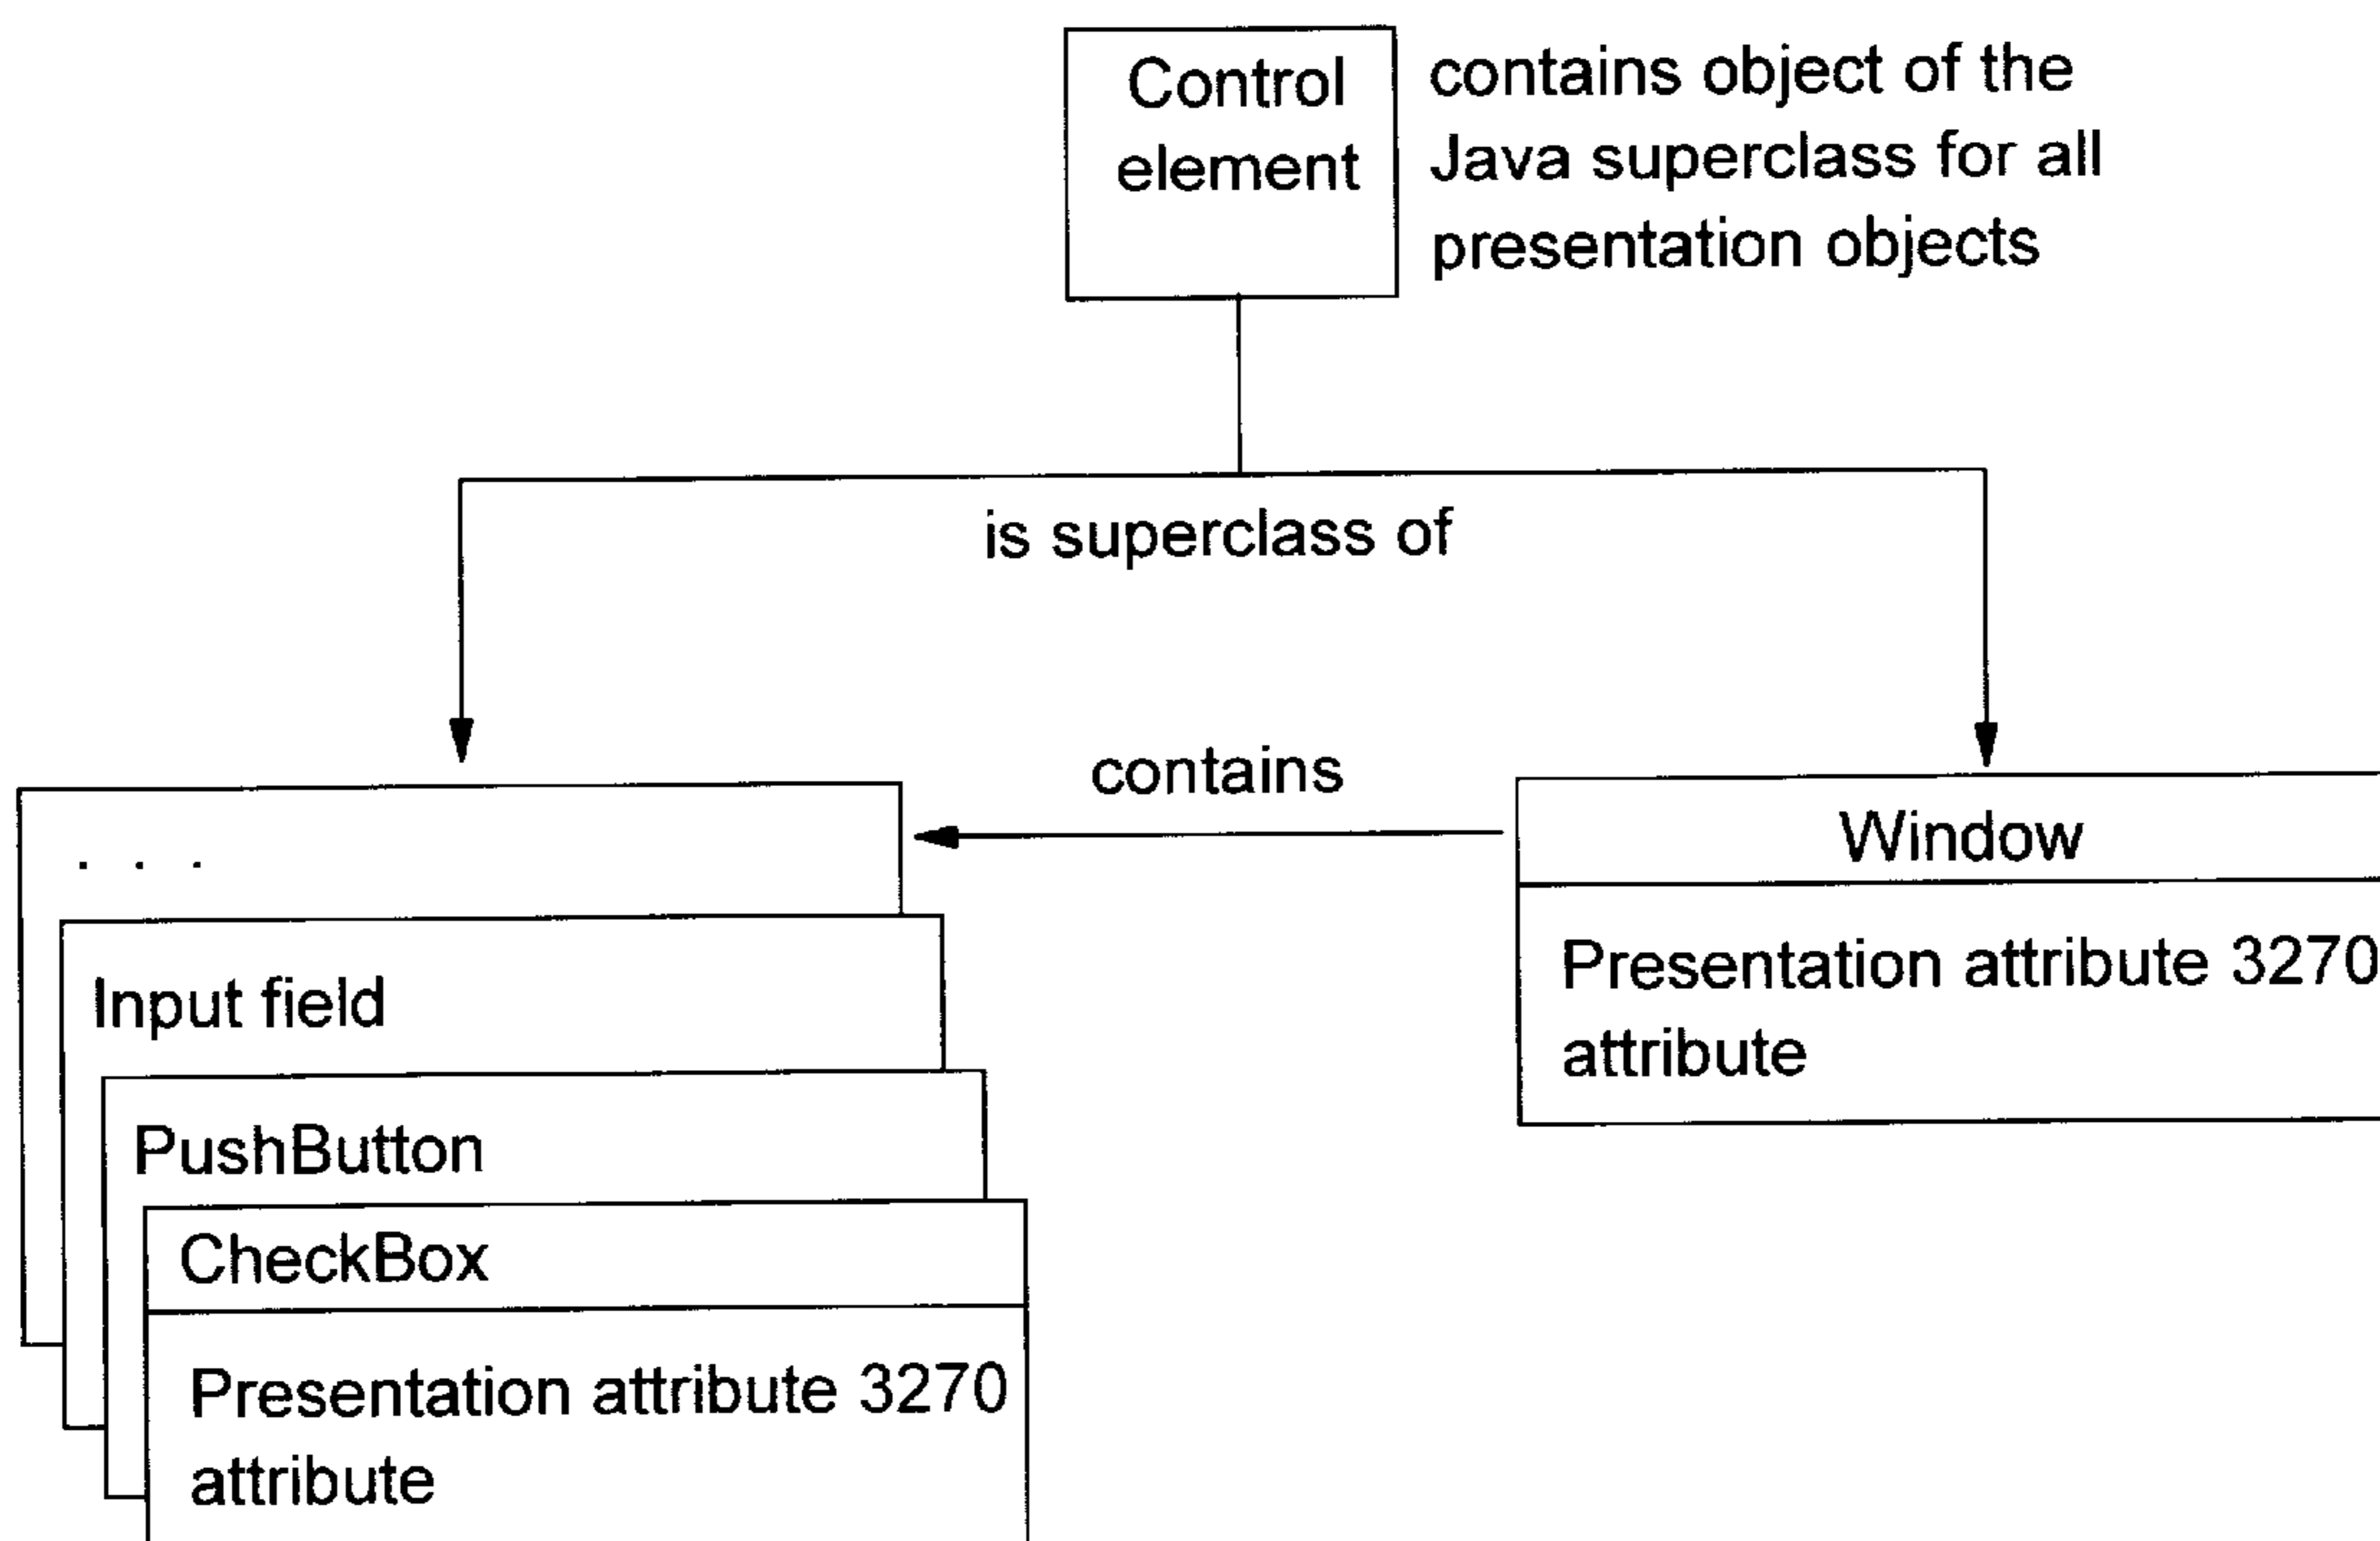 Control
element
contains object of the
Java superclass for all
presentation objects
is superclass of
contains
Window
Presentation attribute 3270
attribute
. . .
Input field
PushButton
CheckBox
Presentation attribute 3270
attribute